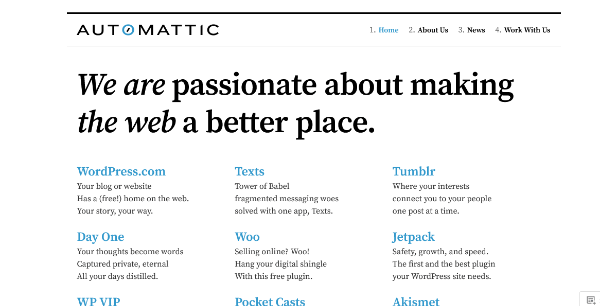 AUTOMATTIC
1. Home 2. About Us 3. News 4. Work With Us
We are passionate about making
the web a better place.
WordPress.com
Your blog or website
Has a (free!) home on the web.
Your story, your way.
Texts
Tower of Babel
fragmented messaging woes
solved with one app, Texts.
Tumblr
Where your interests
connect you to your people
one post at a time.
Day One
Your thoughts become words
Captured private, eternal
All your days distilled.
Woo
Selling online? Woo!
Hang your digital shingle
With this free plugin.
Jetpack
Safety, growth, and speed.
The first and the best plugin
your WordPress site needs.
WP VIP
Pocket Casts
Akismet